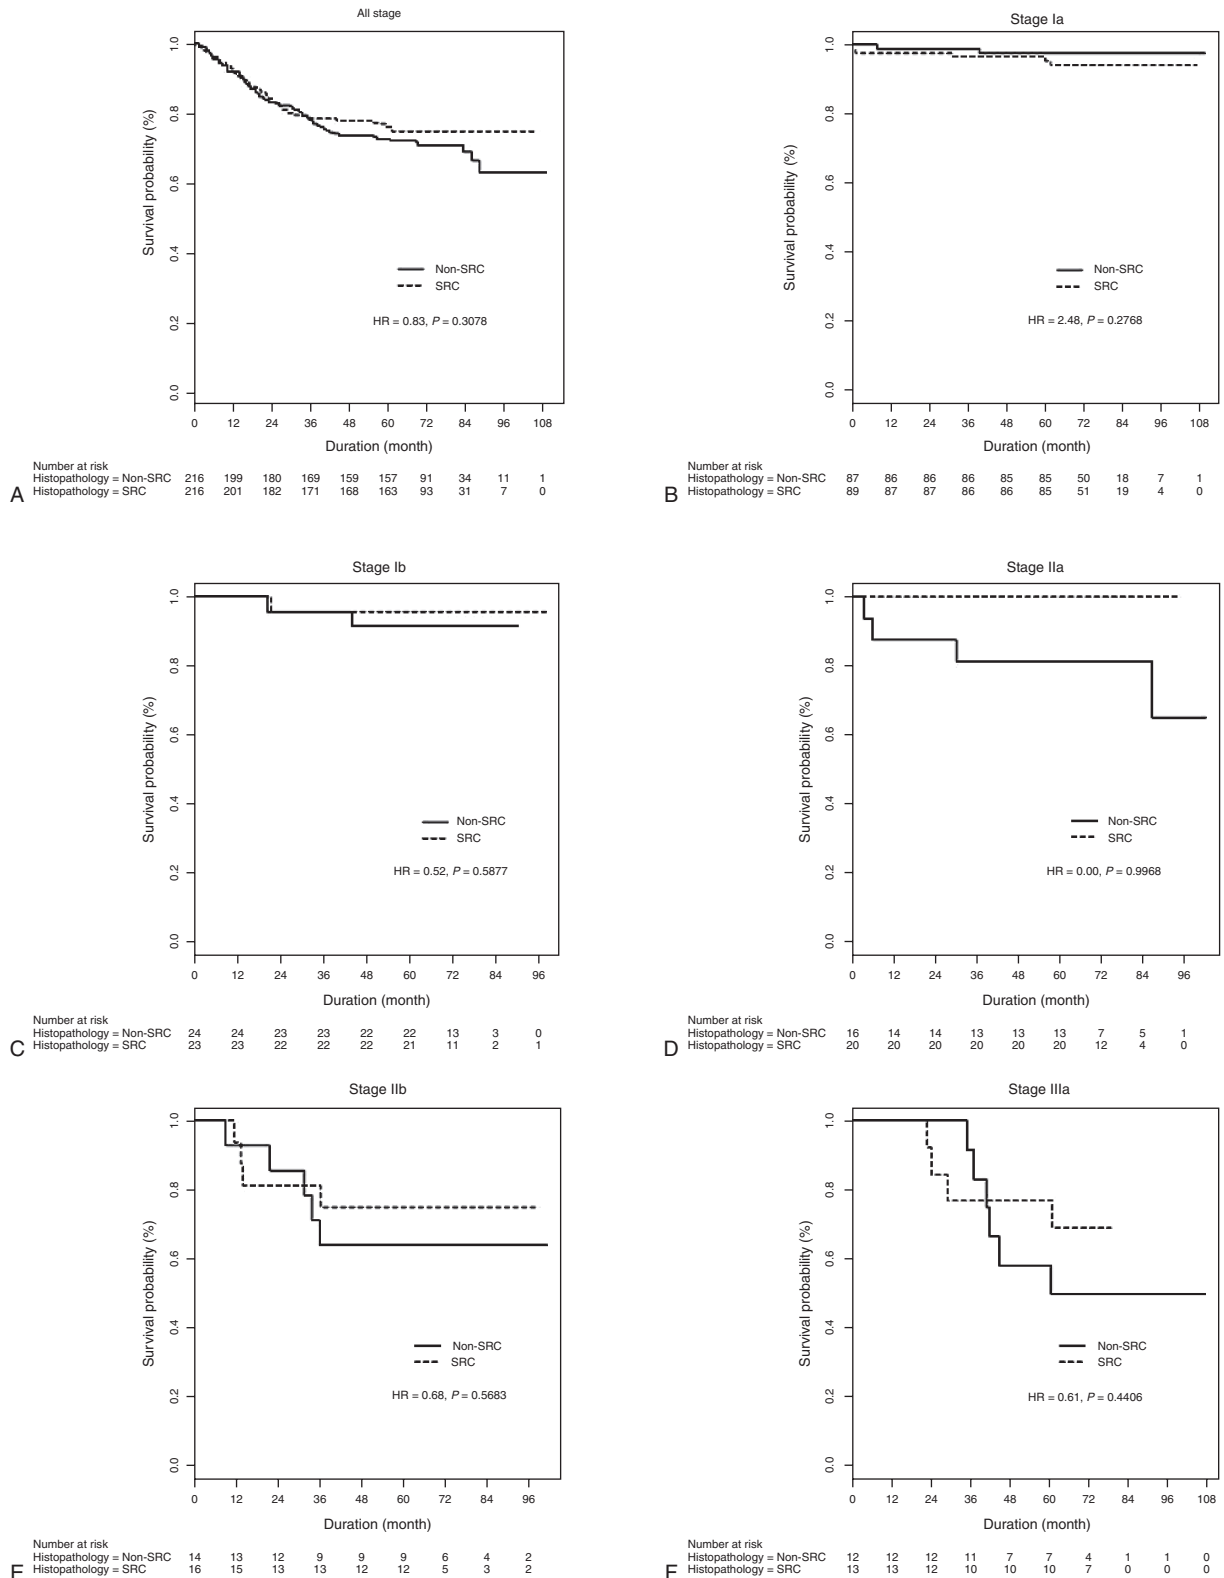 All stage
Survival probability (%)
1.0
0.8
0.6
0.4
0.2
0.0
Non-SRC
SRC
HR = 0.83, P = 0.3078
0 12 24 36 48 60 72 84 96 108
Duration (month)
Number at risk
Histopathology = Non-SRC 216 199 180 169 159 157 91 34 11 1
Histopathology = SRC 216 201 182 171 168 163 93 31 7 0
A
Stage Ia
Survival probability (%)
1.0
0.8
0.6
0.4
0.2
0.0
Non-SRC
SRC
HR = 2.48, P = 0.2768
0 12 24 36 48 60 72 84 96 108
Duration (month)
Number at risk
Histopathology = Non-SRC 87 86 86 86 85 85 50 18 7 1
Histopathology = SRC 89 87 87 86 86 85 51 19 4 0
B
Stage Ib
Survival probability (%)
1.0
0.8
0.6
0.4
0.2
0.0
Non-SRC
SRC
HR = 0.52, P = 0.5877
0 12 24 36 48 60 72 84 96
Duration (month)
Number at risk
Histopathology = Non-SRC 24 24 23 23 22 22 13 3 0
Histopathology = SRC 23 23 22 22 22 21 11 2 1
C
Stage IIa
Survival probability (%)
1.0
0.8
0.6
0.4
0.2
0.0
Non-SRC
SRC
HR = 0.00, P = 0.9968
0 12 24 36 48 60 72 84 96
Duration (month)
Number at risk
Histopathology = Non-SRC 16 14 14 13 13 13 7 5 1
Histopathology = SRC 20 20 20 20 20 20 12 4 0
D
Stage IIb
Survival probability (%)
1.0
0.8
0.6
0.4
0.2
0.0
Non-SRC
SRC
HR = 0.68, P = 0.5683
0 12 24 36 48 60 72 84 96
Duration (month)
Number at risk
Histopathology = Non-SRC 14 13 12 9 9 9 6 4 2
Histopathology = SRC 16 15 13 13 12 12 5 3 2
E
Stage IIIa
Survival probability (%)
1.0
0.8
0.6
0.4
0.2
0.0
Non-SRC
SRC
HR = 0.61, P = 0.4406
0 12 24 36 48 60 72 84 96 108
Duration (month)
Number at risk
Histopathology = Non-SRC 12 12 12 11 7 7 4 1 1 0
Histopathology = SRC 13 13 12 10 10 10 7 0 0 0
F